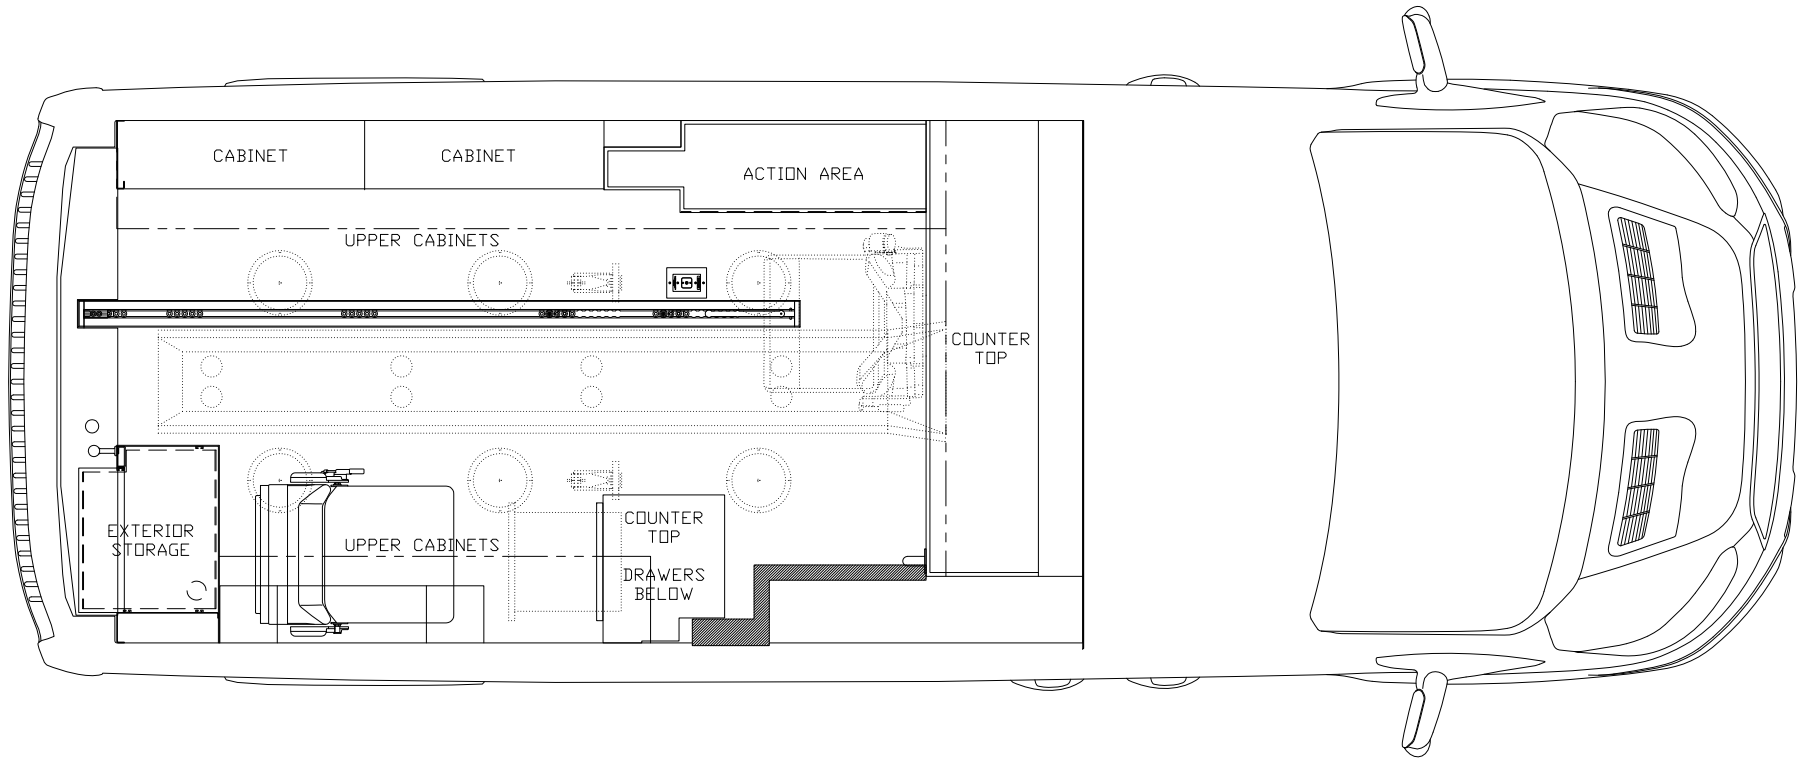 CABINET
CABINET
ACTION AREA
UPPER CABINETS
COUNTER
TOP
EXTERIOR
STORAGE
UPPER CABINETS
COUNTER
TOP
DRAWERS
BELOW